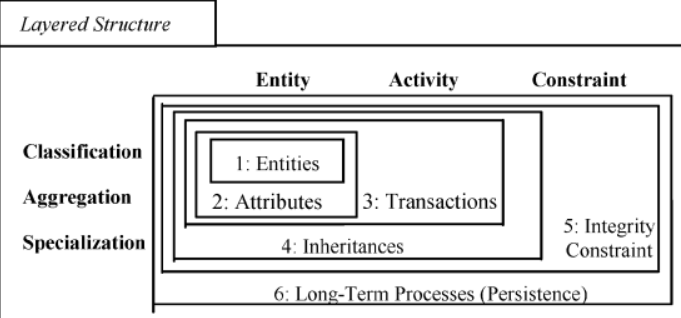 Layered Structure
Entity Activity Constraint
Classification
1: Entities
Aggregation
2: Attributes 3: Transactions
Specialization
4: Inheritances
5: Integrity
Constraint
6: Long-Term Processes (Persistence)